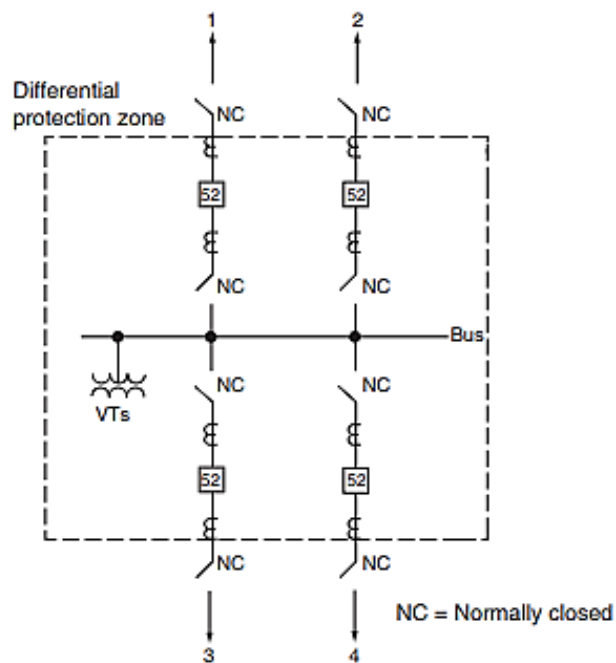 1 2
Differential
protection zone
NC NC
52 52
NC NC
Bus
NC NC
VTs
52 52
NC NC
NC = Normally closed
3 4